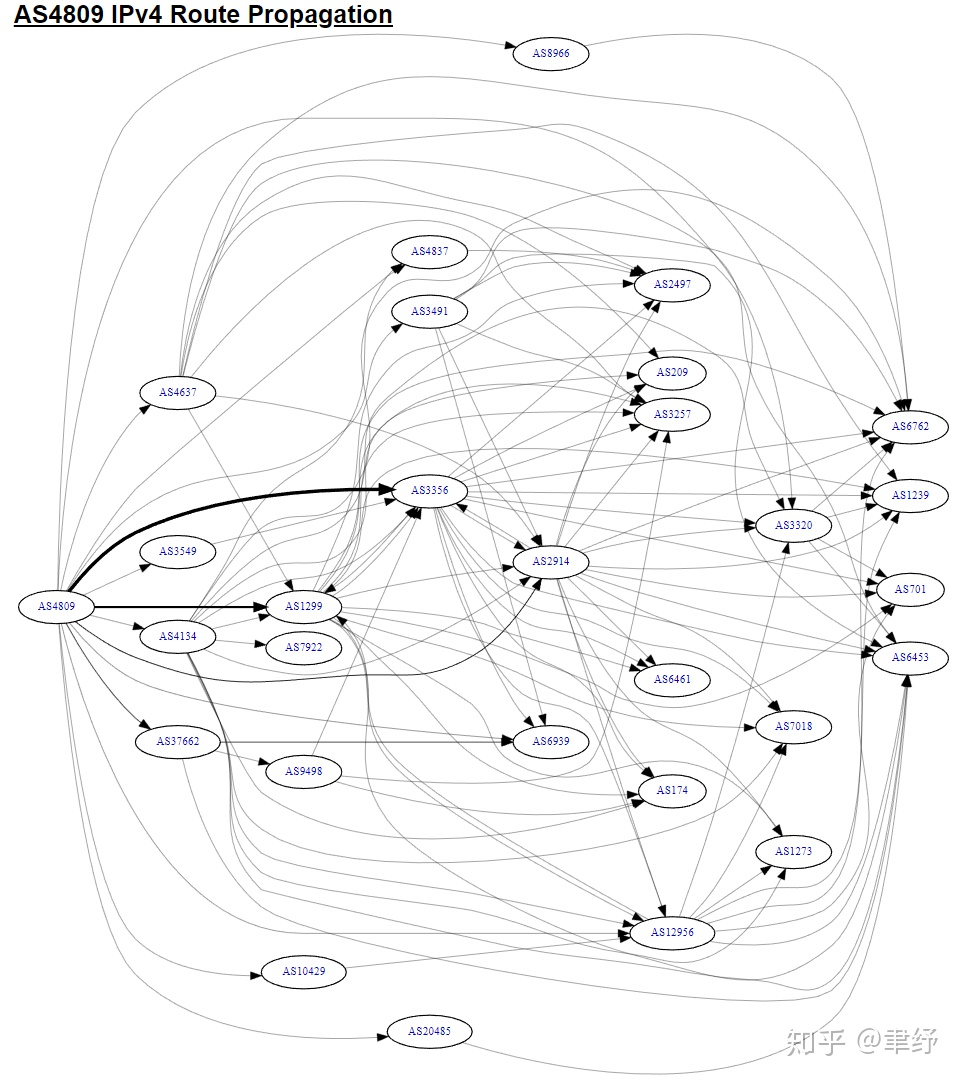 AS4809 IPv4 Route Propagation
AS8966
AS4837
AS2497
AS3491
AS209
AS4637
AS3257
AS6762
AS3356
AS1239
AS3320
AS3549
AS2914
AS701
AS4809
AS1299
AS4134
AS7922
AS6453
AS6461
AS7018
AS37662
AS6939
AS9498
AS174
AS1273
AS12956
AS10429
AS20485
知乎 @聿纾